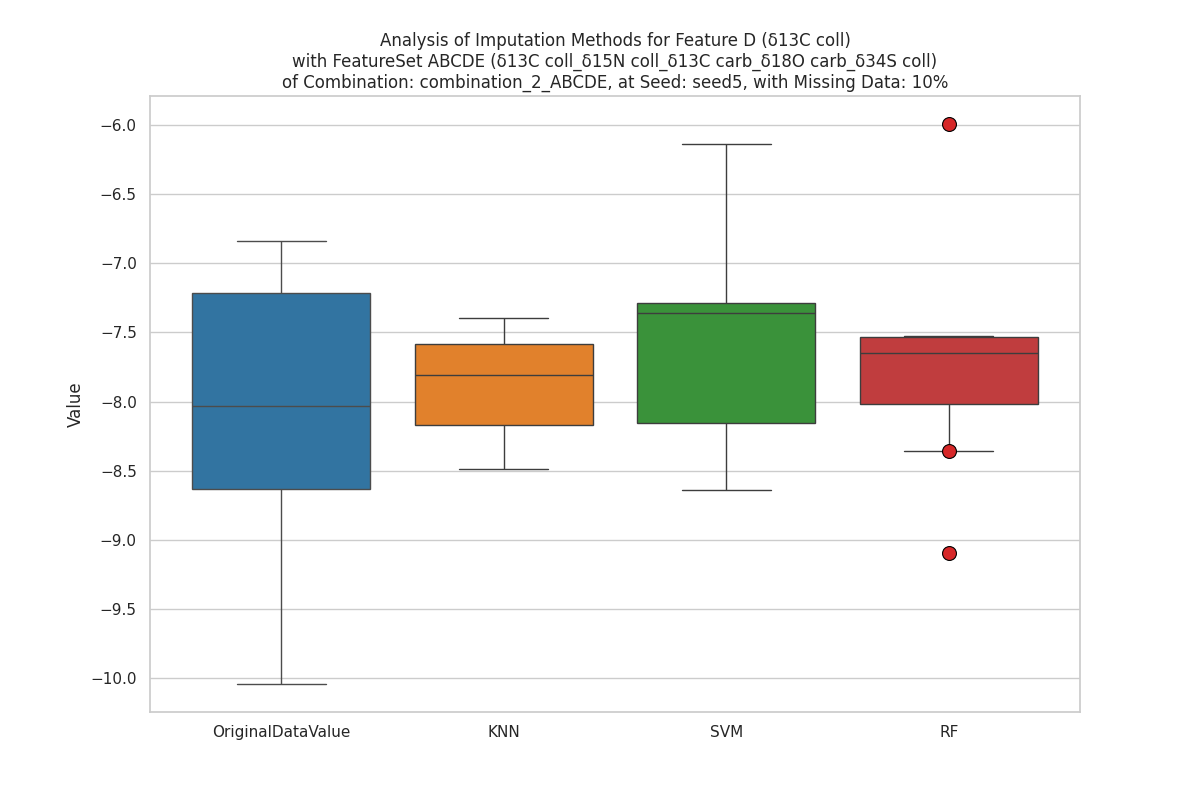 Analysis of Imputation Methods for Feature D (δ13C coll)
with FeatureSet ABCDE (δ13C coll_δ15N coll_δ13C carb_δ18O carb_δ34S coll)
of Combination: combination_2_ABCDE, at Seed: seed5, with Missing Data: 10%
−6.0
−6.5
−7.0
−7.5
−8.0
−8.5
−9.0
−9.5
−10.0
Value
OriginalDataValue
KNN
SVM
RF